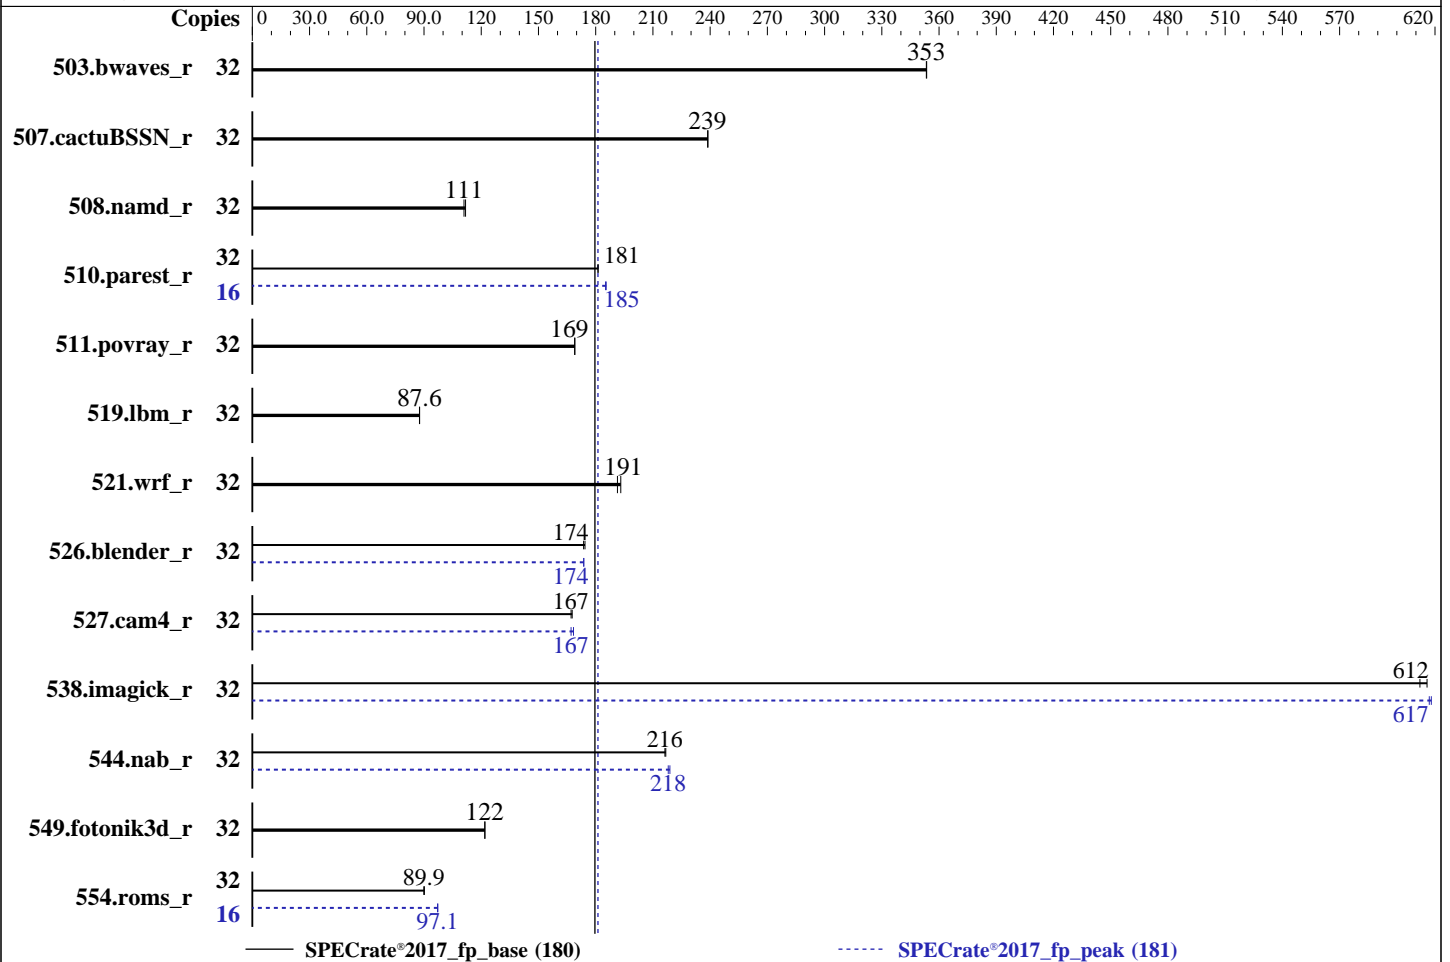 Copies 0 30.0 60.0 90.0 120 150 180 210 240 270 300 330 360 390 420 450 480 510 540 570 620
353
503.bwaves_r 32
239
507.cactuBSSN_r 32
111
508.namd_r 32
32 181
510.parest_r
16 185
169
511.povray_r 32
87.6
519.lbm_r 32
191
521.wrf_r 32
174
526.blender_r 32
174
167
527.cam4_r 32
167
612
538.imagick_r 32
617
216
544.nab_r 32
218
122
549.fotonik3d_r 32
32 89.9
554.roms_r
16 97.1
SPECrate®2017_fp_base (180) SPECrate®2017_fp_peak (181)